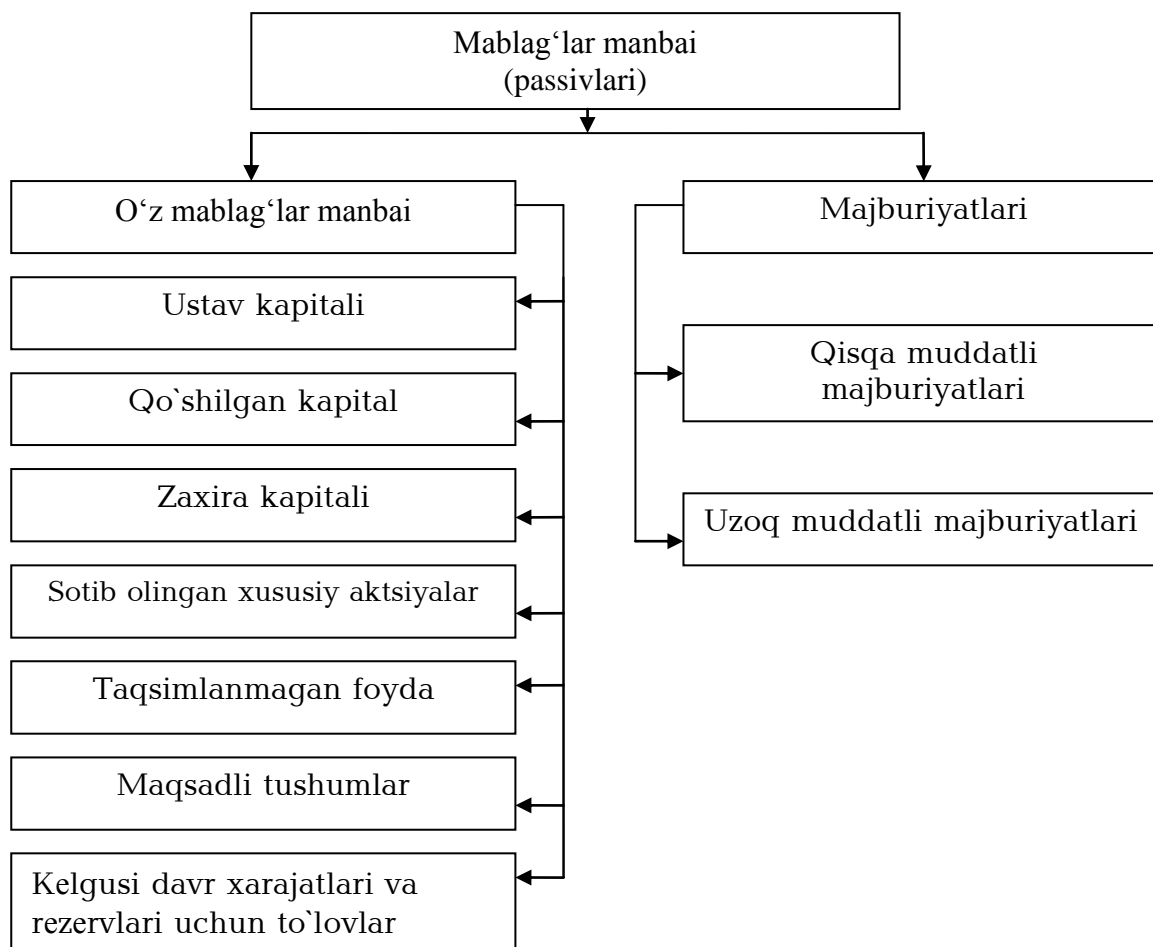 Mablag‘lar manbai
(passivlari)
O‘z mablag‘lar manbai
Majburiyatlari
Ustav kapitali
Qo`shilgan kapital
Zaxira kapitali
Sotib olingan xususiy aktsiyalar
Taqsimlanmagan foyda
Maqsadli tushumlar
Kelgusi davr xarajatlari va
rezervlari uchun to`lovlar
Qisqa muddatli
majburiyatlari
Uzoq muddatli majburiyatlari